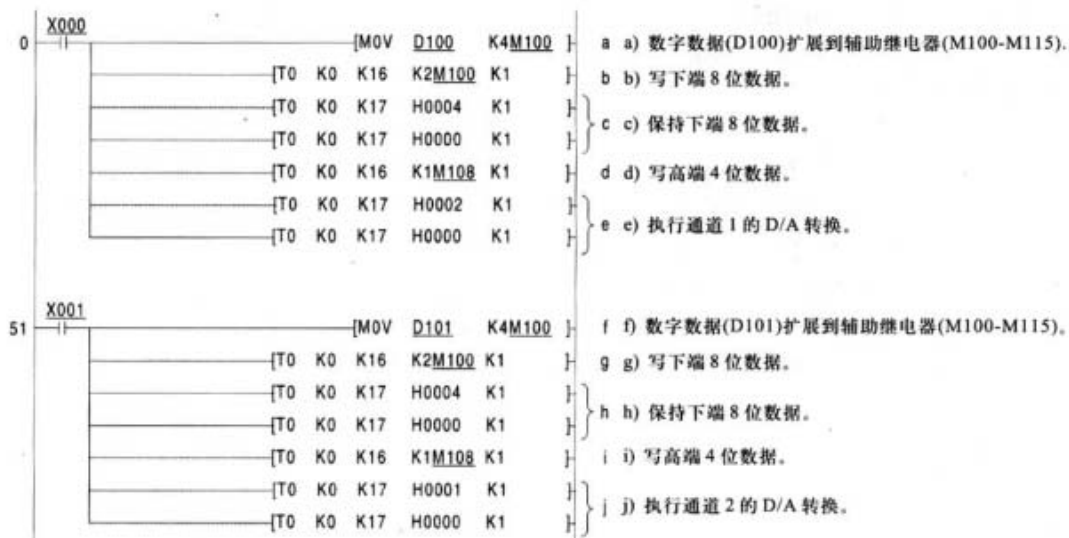 X000
0 [MOV D100 K4M100 ] a a) 数字数据(D100)扩展到辅助继电器(M100-M115).
[T0 K0 K16 K2M100 K1 ] b b) 写下端8位数据。
[T0 K0 K17 H0004 K1 ]
c c) 保持下端8位数据。
[T0 K0 K17 H0000 K1 ]
[T0 K0 K16 K1M108 K1 ] d d) 写高端4位数据。
[T0 K0 K17 H0002 K1 ]
e e) 执行通道1的D/A转换。
[T0 K0 K17 H0000 K1 ]
X001
51 [MOV D101 K4M100 ] f f) 数字数据(D101)扩展到辅助继电器(M100-M115)。
[T0 K0 K16 K2M100 K1 ] g g) 写下端8位数据。
[T0 K0 K17 H0004 K1 ]
h h) 保持下端8位数据。
[T0 K0 K17 H0000 K1 ]
[T0 K0 K16 K1M108 K1 ] i i) 写高端4位数据。
[T0 K0 K17 H0001 K1 ]
j j) 执行通道2的D/A转换。
[T0 K0 K17 H0000 K1 ]